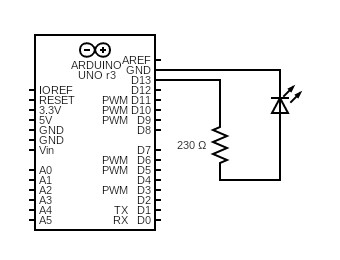 ARDUINO
UNO r3
AREF
GND
D13
D12
IOREF
RESET PWM D11
3.3V PWM D10
5V PWM D9
GND D8
GND
Vin D7
PWM D6
A0 PWM D5
A1 D4
A2 PWM D3
A3 D2
A4 TX D1
A5 RX D0
230 Ω